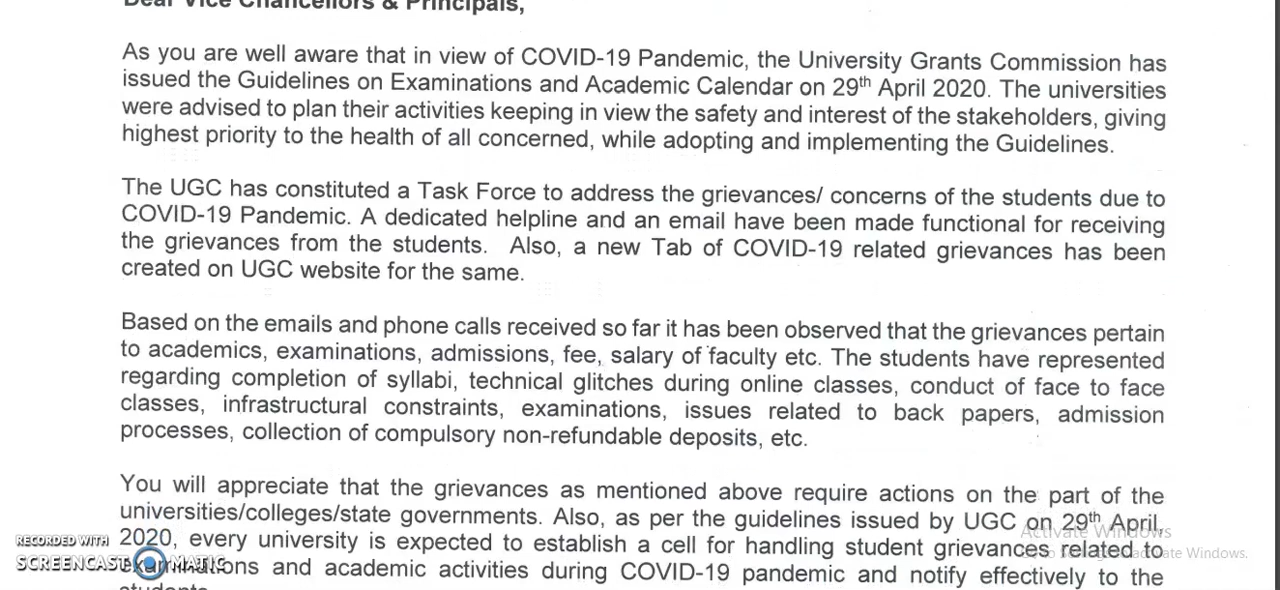 Dear Vice Chancellors & Principals,
As you are well aware that in view of COVID-19 Pandemic, the University Grants Commission has
issued the Guidelines on Examinations and Academic Calendar on 29th April 2020. The universities
were advised to plan their activities keeping in view the safety and interest of the stakeholders, giving
highest priority to the health of all concerned, while adopting and implementing the Guidelines.
The UGC has constituted a Task Force to address the grievances/ concerns of the students due to
COVID-19 Pandemic. A dedicated helpline and an email have been made functional for receiving
the grievances from the students. Also, a new Tab of COVID-19 related grievances has been
created on UGC website for the same.
Based on the emails and phone calls received so far it has been observed that the grievances pertain
to academics, examinations, admissions, fee, salary of faculty etc. The students have represented
regarding completion of syllabi, technical glitches during online classes, conduct of face to face
classes, infrastructural constraints, examinations, issues related to back papers, admission
processes, collection of compulsory non-refundable deposits, etc.
You will appreciate that the grievances as mentioned above require actions on the part of the
universities/colleges/state governments. Also, as per the guidelines issued by UGC on 29th April,
2020, every university is expected to establish a cell for handling student grievances related to
examinations and academic activities during COVID-19 pandemic and notify effectively to the
students.
Activate Windows
RECORDED WITH
SCREENCAST-O-MATIC